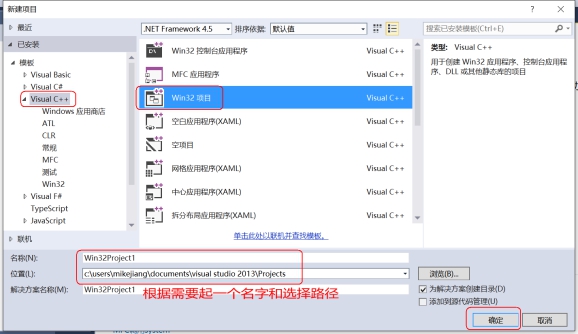 新建项目
最近
.NET Framework 4.5
排序依据:
默认值
搜索已安装模板(Ctrl+E)
已安装
模板
Visual Basic
Visual C#
Visual C++
Windows 应用商店
ATL
CLR
常规
MFC
测试
Win32
Visual F#
TypeScript
JavaScript
联机
Win32 控制台应用程序 Visual C++
MFC 应用程序 Visual C++
Win32 项目 Visual C++
空白应用程序(XAML) Visual C++
空项目 Visual C++
网格应用程序(XAML) Visual C++
中心应用程序(XAML) Visual C++
拆分布局应用程序(XAML) Visual C++
单击此处以联机并查找模板。
类型: Visual C++
用于创建 Win32 应用程序、控制台应用程
序、DLL 或其他静态库的项目
名称(N): Win32Project1
位置(L): c:\users\mikejiang\documents\visual studio 2013\Projects
浏览(B)...
解决方案名称(M): Win32Project1
为解决方案创建目录(D)
添加到源代码管理(U)
根据需要起一个名字和选择路径
确定
取消